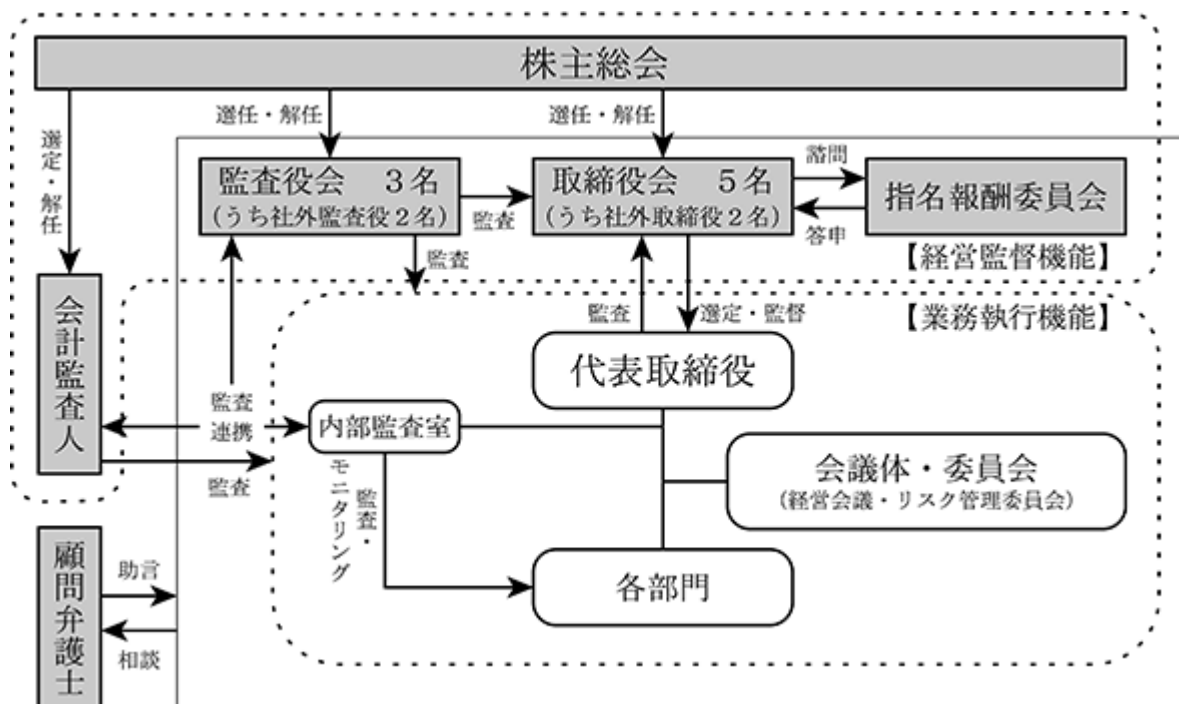 株主総会
選定・解任
選任・解任
選任・解任
監査役会 3名
(うち社外監査役2名)
監査
取締役会 5名
(うち社外取締役2名)
諮問
答申
指名報酬委員会
【経営監督機能】
監査
会計監査人
監査
選定・監督
【業務執行機能】
代表取締役
監査
連携
内部監査室
監査
監査・
モニタリング
会議体・委員会
(経営会議・リスク管理委員会)
各部門
顧問弁護士
助言
相談